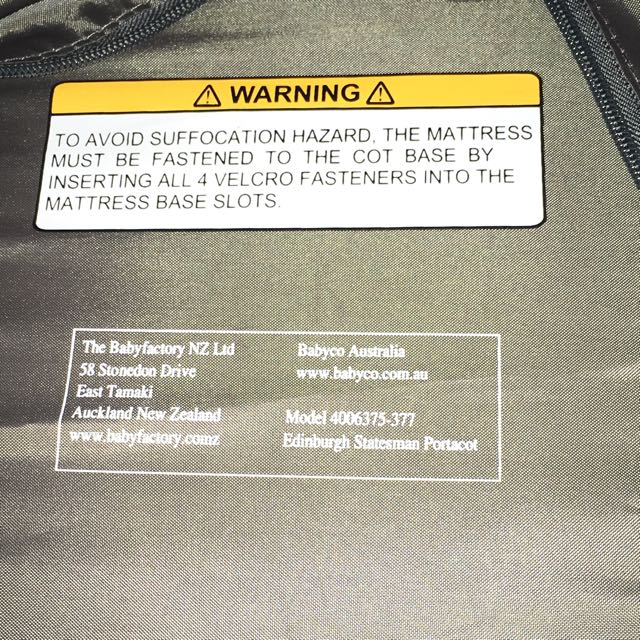 WARNING
TO AVOID SUFFOCATION HAZARD, THE MATTRESS
MUST BE FASTENED TO THE COT BASE BY
INSERTING ALL 4 VELCRO FASTENERS INTO THE
MATTRESS BASE SLOTS.
The Babyfactory NZ Ltd
58 Stonedon Drive
East Tamaki
Auckland New Zealand
www.babyfactory.comz
Babyco Australia
www.babyco.com.au
Model 4006375-377
Edinburgh Statesman Portacot